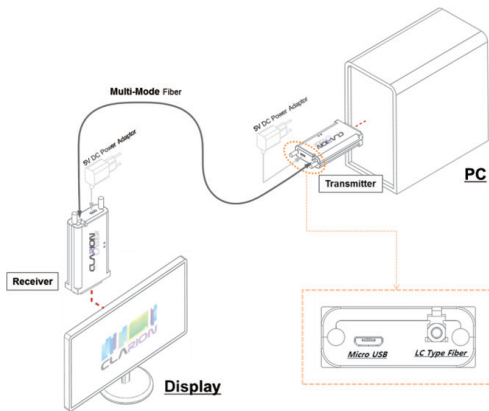 Multi-Mode Fiber
5V DC Power Adaptor
5V DC Power Adaptor
CLARION
Transmitter
PC
CLARION
Receiver
CLARION
Display
Micro USB
LC Type Fiber